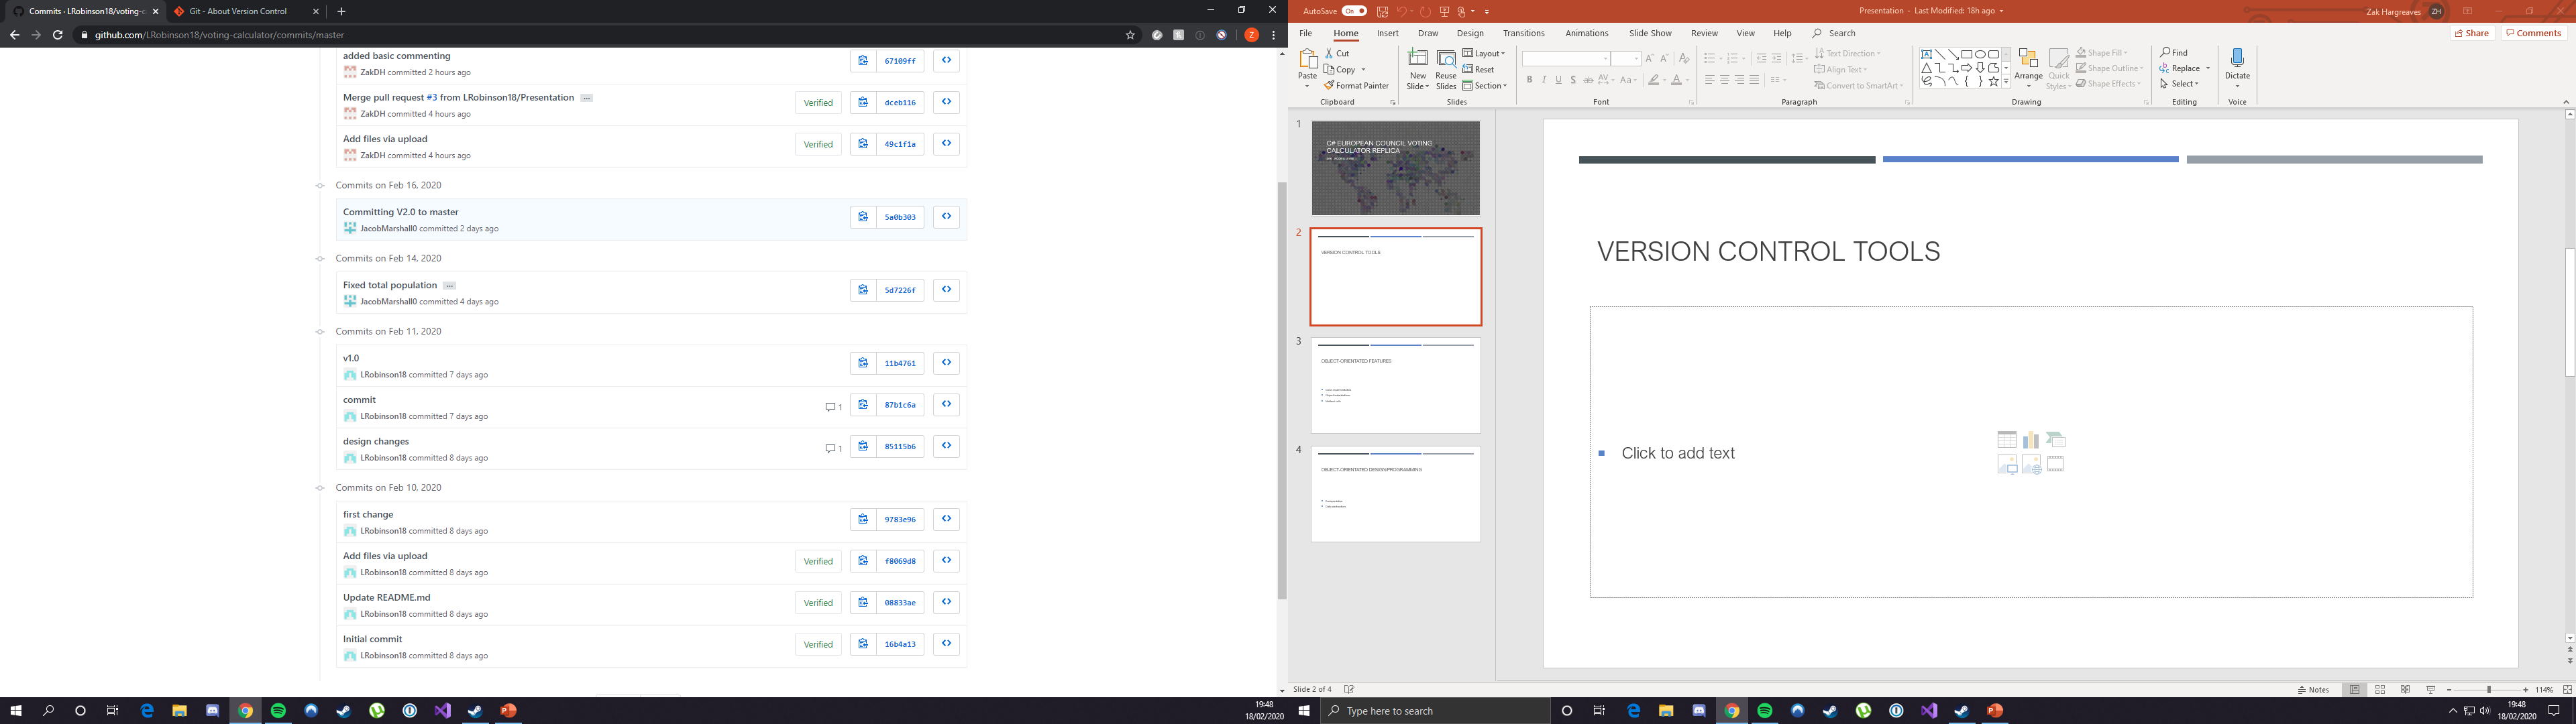 Commits · LRobinson18/voting-c
Git - About Version Control
github.com/LRobinson18/voting-calculator/commits/master
Z
added basic commenting
ZakDH committed 2 hours ago
67109ff
Merge pull request #3 from LRobinson18/Presentation
ZakDH committed 4 hours ago
Verified
dceb116
Add files via upload
ZakDH committed 4 hours ago
Verified
49c1f1a
Commits on Feb 16, 2020
Committing V2.0 to master
JacobMarshall0 committed 2 days ago
5a0b303
Commits on Feb 14, 2020
Fixed total population
JacobMarshall0 committed 4 days ago
5d7226f
Commits on Feb 11, 2020
v1.0
LRobinson18 committed 7 days ago
11b4761
commit
LRobinson18 committed 7 days ago
1
87b1c6a
design changes
LRobinson18 committed 8 days ago
1
85115b6
Commits on Feb 10, 2020
first change
LRobinson18 committed 8 days ago
9783e96
Add files via upload
LRobinson18 committed 8 days ago
Verified
f8069d8
Update README.md
LRobinson18 committed 8 days ago
Verified
08833ae
Initial commit
LRobinson18 committed 8 days ago
Verified
16b4a13
19:48
18/02/2020
AutoSave On
Presentation - Last Modified: 18h ago
Zak Hargreaves ZH
File Home Insert Draw Design Transitions Animations Slide Show Review View Help Search
Share Comments
Paste
Cut
Copy
Format Painter
Clipboard
New Slide
Reuse Slides
Layout
Reset
Section
Slides
B I U S ab AV Aa A
Font
Text Direction
Align Text
Convert to SmartArt
Paragraph
Arrange
Quick Styles
Shape Fill
Shape Outline
Shape Effects
Drawing
Find
Replace
Select
Editing
Dictate
Voice
1
C# EUROPEAN COUNCIL VOTING
CALCULATOR REPLICA
2
VERSION CONTROL TOOLS
3
OBJECT-ORIENTATED FEATURES
4
OBJECT-ORIENTATED DESIGN/PROGRAMMING
VERSION CONTROL TOOLS
Click to add text
Slide 2 of 4
Notes
114%
Type here to search
19:48
18/02/2020